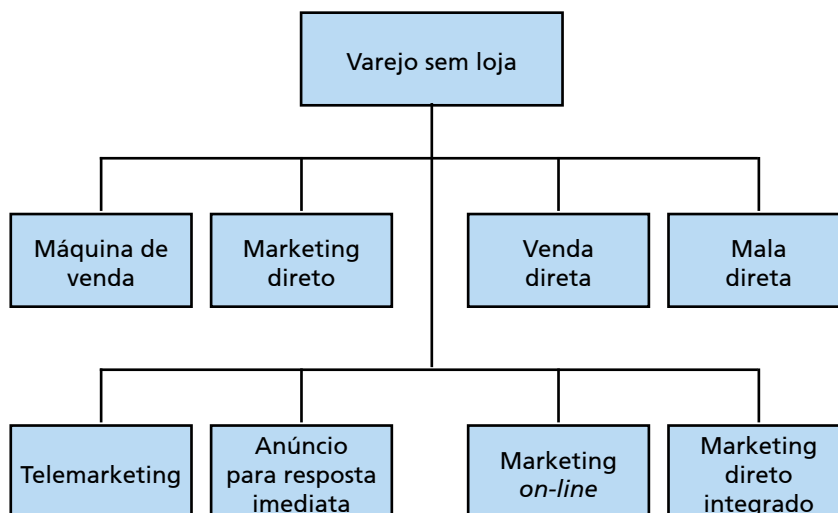 Varejo sem loja
Máquina de
venda
Marketing
direto
Venda
direta
Mala
direta
Telemarketing
Anúncio
para resposta
imediata
Marketing
on-line
Marketing
direto
integrado